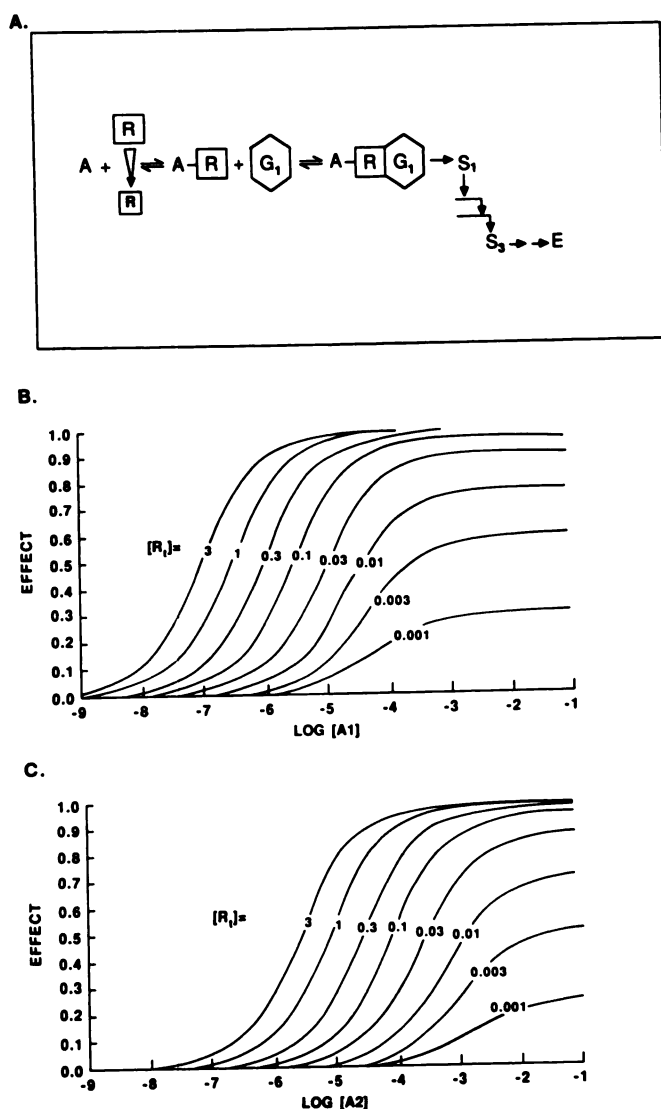 A.
R
A + ⇌ A – R + G₁ ⇌ A – R G₁ → S₁
R
S₃ → → E
B.
1.0
0.9
0.8
0.7
0.6
0.5
0.4
0.3
0.2
0.1
0.0
EFFECT
[Rₜ]= 3 1 0.3 0.1 0.03 0.01
0.003
0.001
-9 -8 -7 -6 -5 -4 -3 -2 -1
LOG [A1]
C.
1.0
0.9
0.8
0.7
0.6
0.5
0.4
0.3
0.2
0.1
0.0
EFFECT
[Rₜ]= 3 1 0.3 0.1 0.03 0.01
0.003
0.001
-9 -8 -7 -6 -5 -4 -3 -2 -1
LOG [A2]